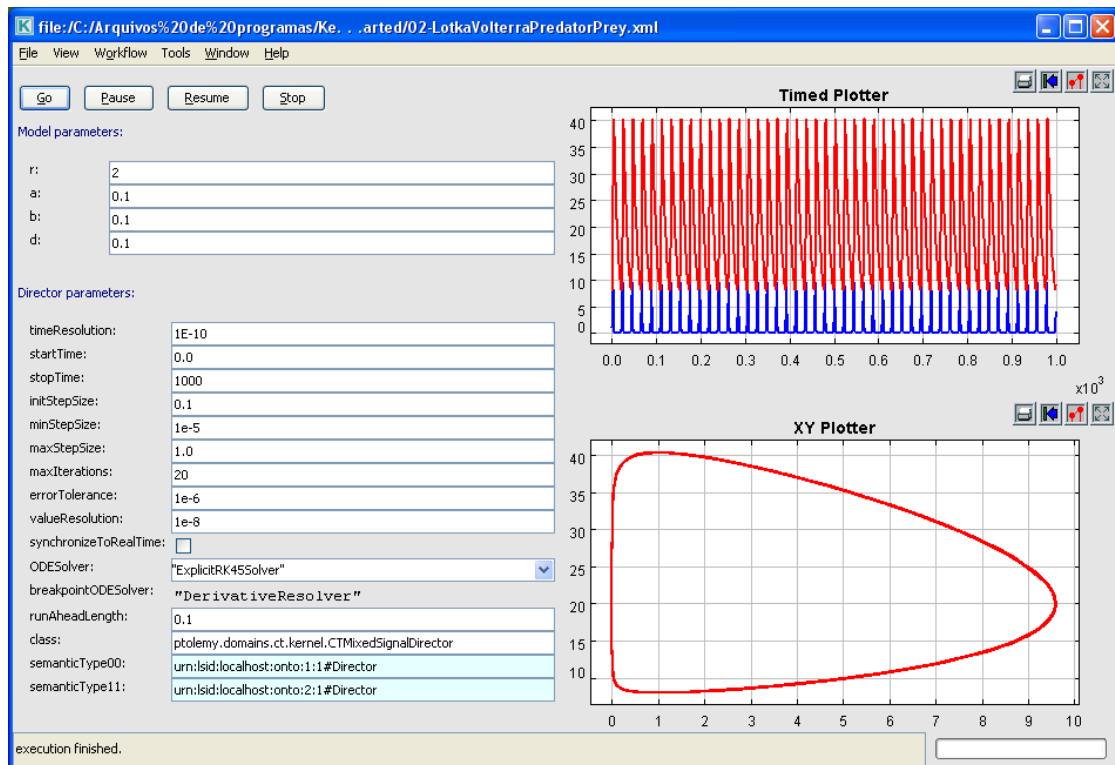 file:/C:/Arquivos%20de%20programas/Ke. . .arted/02-LotkaVolterraPredatorPrey.xml
File View Workflow Tools Window Help
Go Pause Resume Stop
Model parameters:
r: 2
a: 0.1
b: 0.1
d: 0.1
Director parameters:
timeResolution: 1E-10
startTime: 0.0
stopTime: 1000
initStepSize: 0.1
minStepSize: 1e-5
maxStepSize: 1.0
maxIterations: 20
errorTolerance: 1e-6
valueResolution: 1e-8
synchronizeToRealTime:
ODESolver: "ExplicitRK45Solver"
breakpointODESolver: "DerivativeResolver"
runAheadLength: 0.1
class: ptolemy.domains.ct.kernel.CTMixedSignalDirector
semanticType00: urn:lsid:localhost:onto:1:1#Director
semanticType11: urn:lsid:localhost:onto:2:1#Director
Timed Plotter
40
35
30
25
20
15
10
5
0
0.0 0.1 0.2 0.3 0.4 0.5 0.6 0.7 0.8 0.9 1.0
x10³
XY Plotter
40
35
30
25
20
15
10
0 1 2 3 4 5 6 7 8 9 10
execution finished.